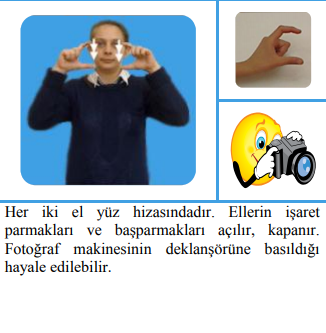 Her iki el yüz hizasındadır. Ellerin işaret
parmakları ve başparmakları açılır, kapanır.
Fotoğraf makinesinin deklanşörüne basıldığı
hayale edilebilir.